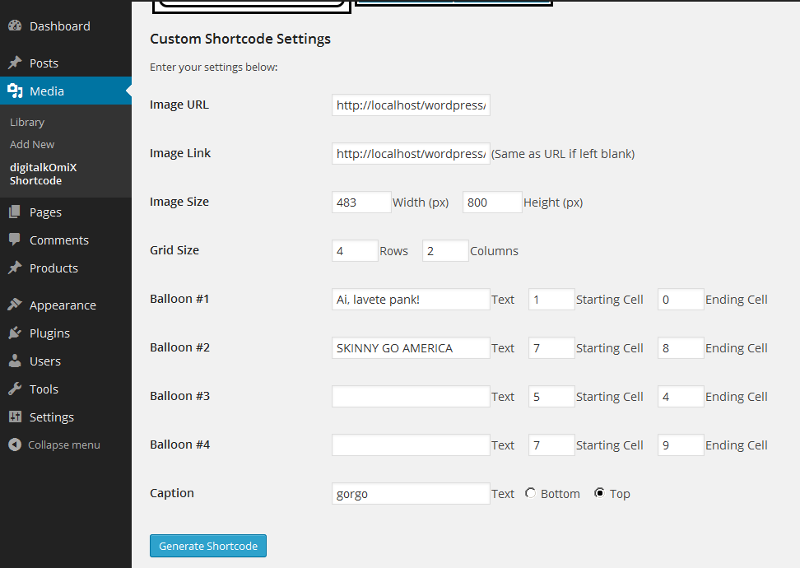 Dashboard
Posts
Media
Library
Add New
digitalkOmiX
Shortcode
Pages
Comments
Products
Appearance
Plugins
Users
Tools
Settings
Collapse menu
Custom Shortcode Settings
Enter your settings below:
Image URL http://localhost/wordpress/
Image Link http://localhost/wordpress/ (Same as URL if left blank)
Image Size 483 Width (px) 800 Height (px)
Grid Size 4 Rows 2 Columns
Balloon #1 Ai, lavete pank! Text 1 Starting Cell 0 Ending Cell
Balloon #2 SKINNY GO AMERICA Text 7 Starting Cell 8 Ending Cell
Balloon #3 Text 5 Starting Cell 4 Ending Cell
Balloon #4 Text 7 Starting Cell 9 Ending Cell
Caption gorgo Text Bottom Top
Generate Shortcode